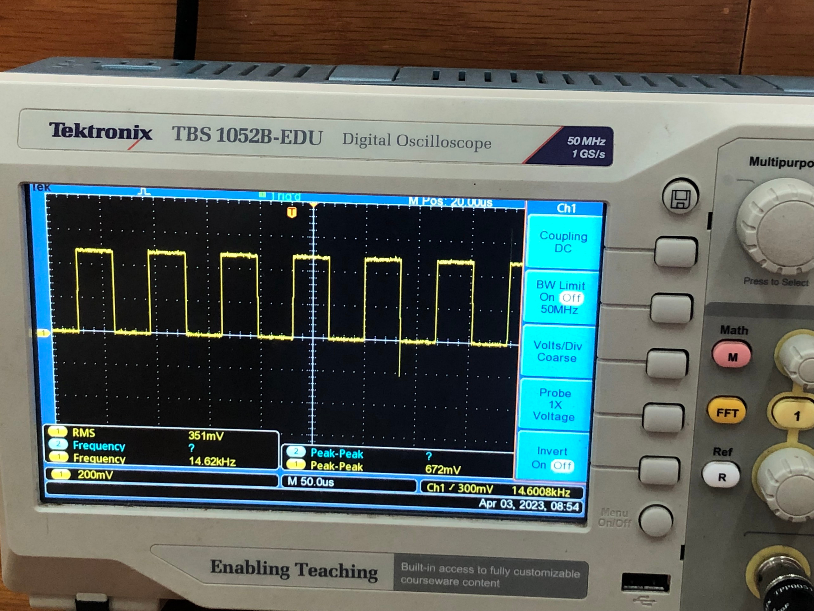 Tektronix TBS 1052B-EDU Digital Oscilloscope
50 MHz
1 GS/s
Tek
M Pos: 20.00us
Ch1
T
Coupling
DC
BW Limit
On Off
50MHz
Volts/Div
Coarse
Probe
1X
Voltage
Invert
On Off
1
1 RMS 351mV
2 Frequency ?
1 Frequency 14.62kHz
2 Peak-Peak ?
1 Peak-Peak 672mV
1 200mV
M 50.0us
Ch1 / 300mV 14.6008kHz
Apr 03, 2023, 08:54
Multipurpo
Press to Select
Math
M
FFT
1
Ref
R
Menu
On/Off
Enabling Teaching
Built-in access to fully customizable
courseware content